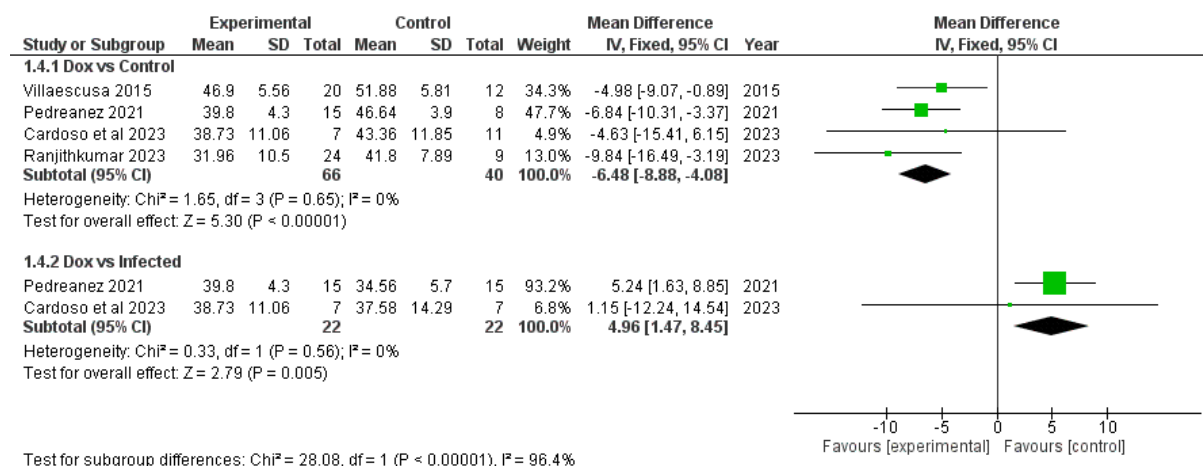 Experimental Control Mean Difference Mean Difference
Study or Subgroup Mean SD Total Mean SD Total Weight IV, Fixed, 95% CI Year IV, Fixed, 95% CI
1.4.1 Dox vs Control
Villaescusa 2015 46.9 5.56 20 51.88 5.81 12 34.3% -4.98 [-9.07, -0.89] 2015
Pedreanez 2021 39.8 4.3 15 46.64 3.9 8 47.7% -6.84 [-10.31, -3.37] 2021
Cardoso et al 2023 38.73 11.06 7 43.36 11.85 11 4.9% -4.63 [-15.41, 6.15] 2023
Ranjithkumar 2023 31.96 10.5 24 41.8 7.89 9 13.0% -9.84 [-16.49, -3.19] 2023
Subtotal (95% CI) 66 40 100.0% -6.48 [-8.88, -4.08]
Heterogeneity: Chi² = 1.65, df = 3 (P = 0.65); I² = 0%
Test for overall effect: Z = 5.30 (P < 0.00001)
1.4.2 Dox vs Infected
Pedreanez 2021 39.8 4.3 15 34.56 5.7 15 93.2% 5.24 [1.63, 8.85] 2021
Cardoso et al 2023 38.73 11.06 7 37.58 14.29 7 6.8% 1.15 [-12.24, 14.54] 2023
Subtotal (95% CI) 22 22 100.0% 4.96 [1.47, 8.45]
Heterogeneity: Chi² = 0.33, df = 1 (P = 0.56); I² = 0%
Test for overall effect: Z = 2.79 (P = 0.005)
-10 -5 0 5 10
Favours [experimental] Favours [control]
Test for subgroup differences: Chi² = 28.08, df = 1 (P < 0.00001), I² = 96.4%